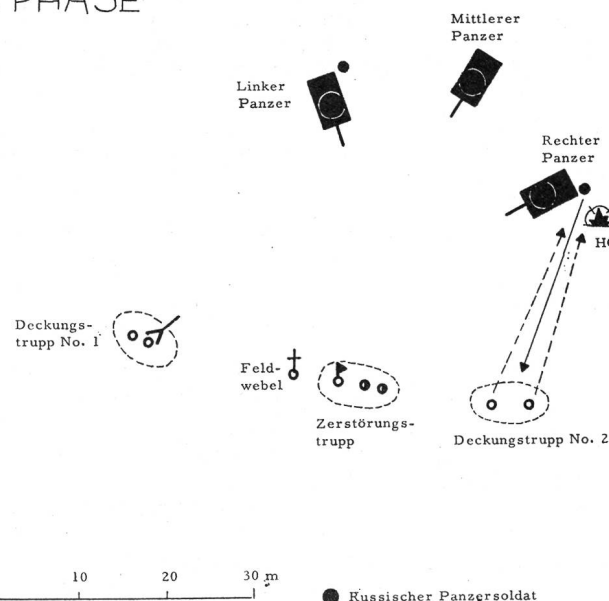 PHASE
Mittlerer
Panzer
Linker
Panzer
Rechter
Panzer
Deckungs-
trupp No. 1
Feld-
webel
Zerstörungs-
trupp
Deckungstrupp No. 2
10 20 30 m
Russischer Panzersoldat